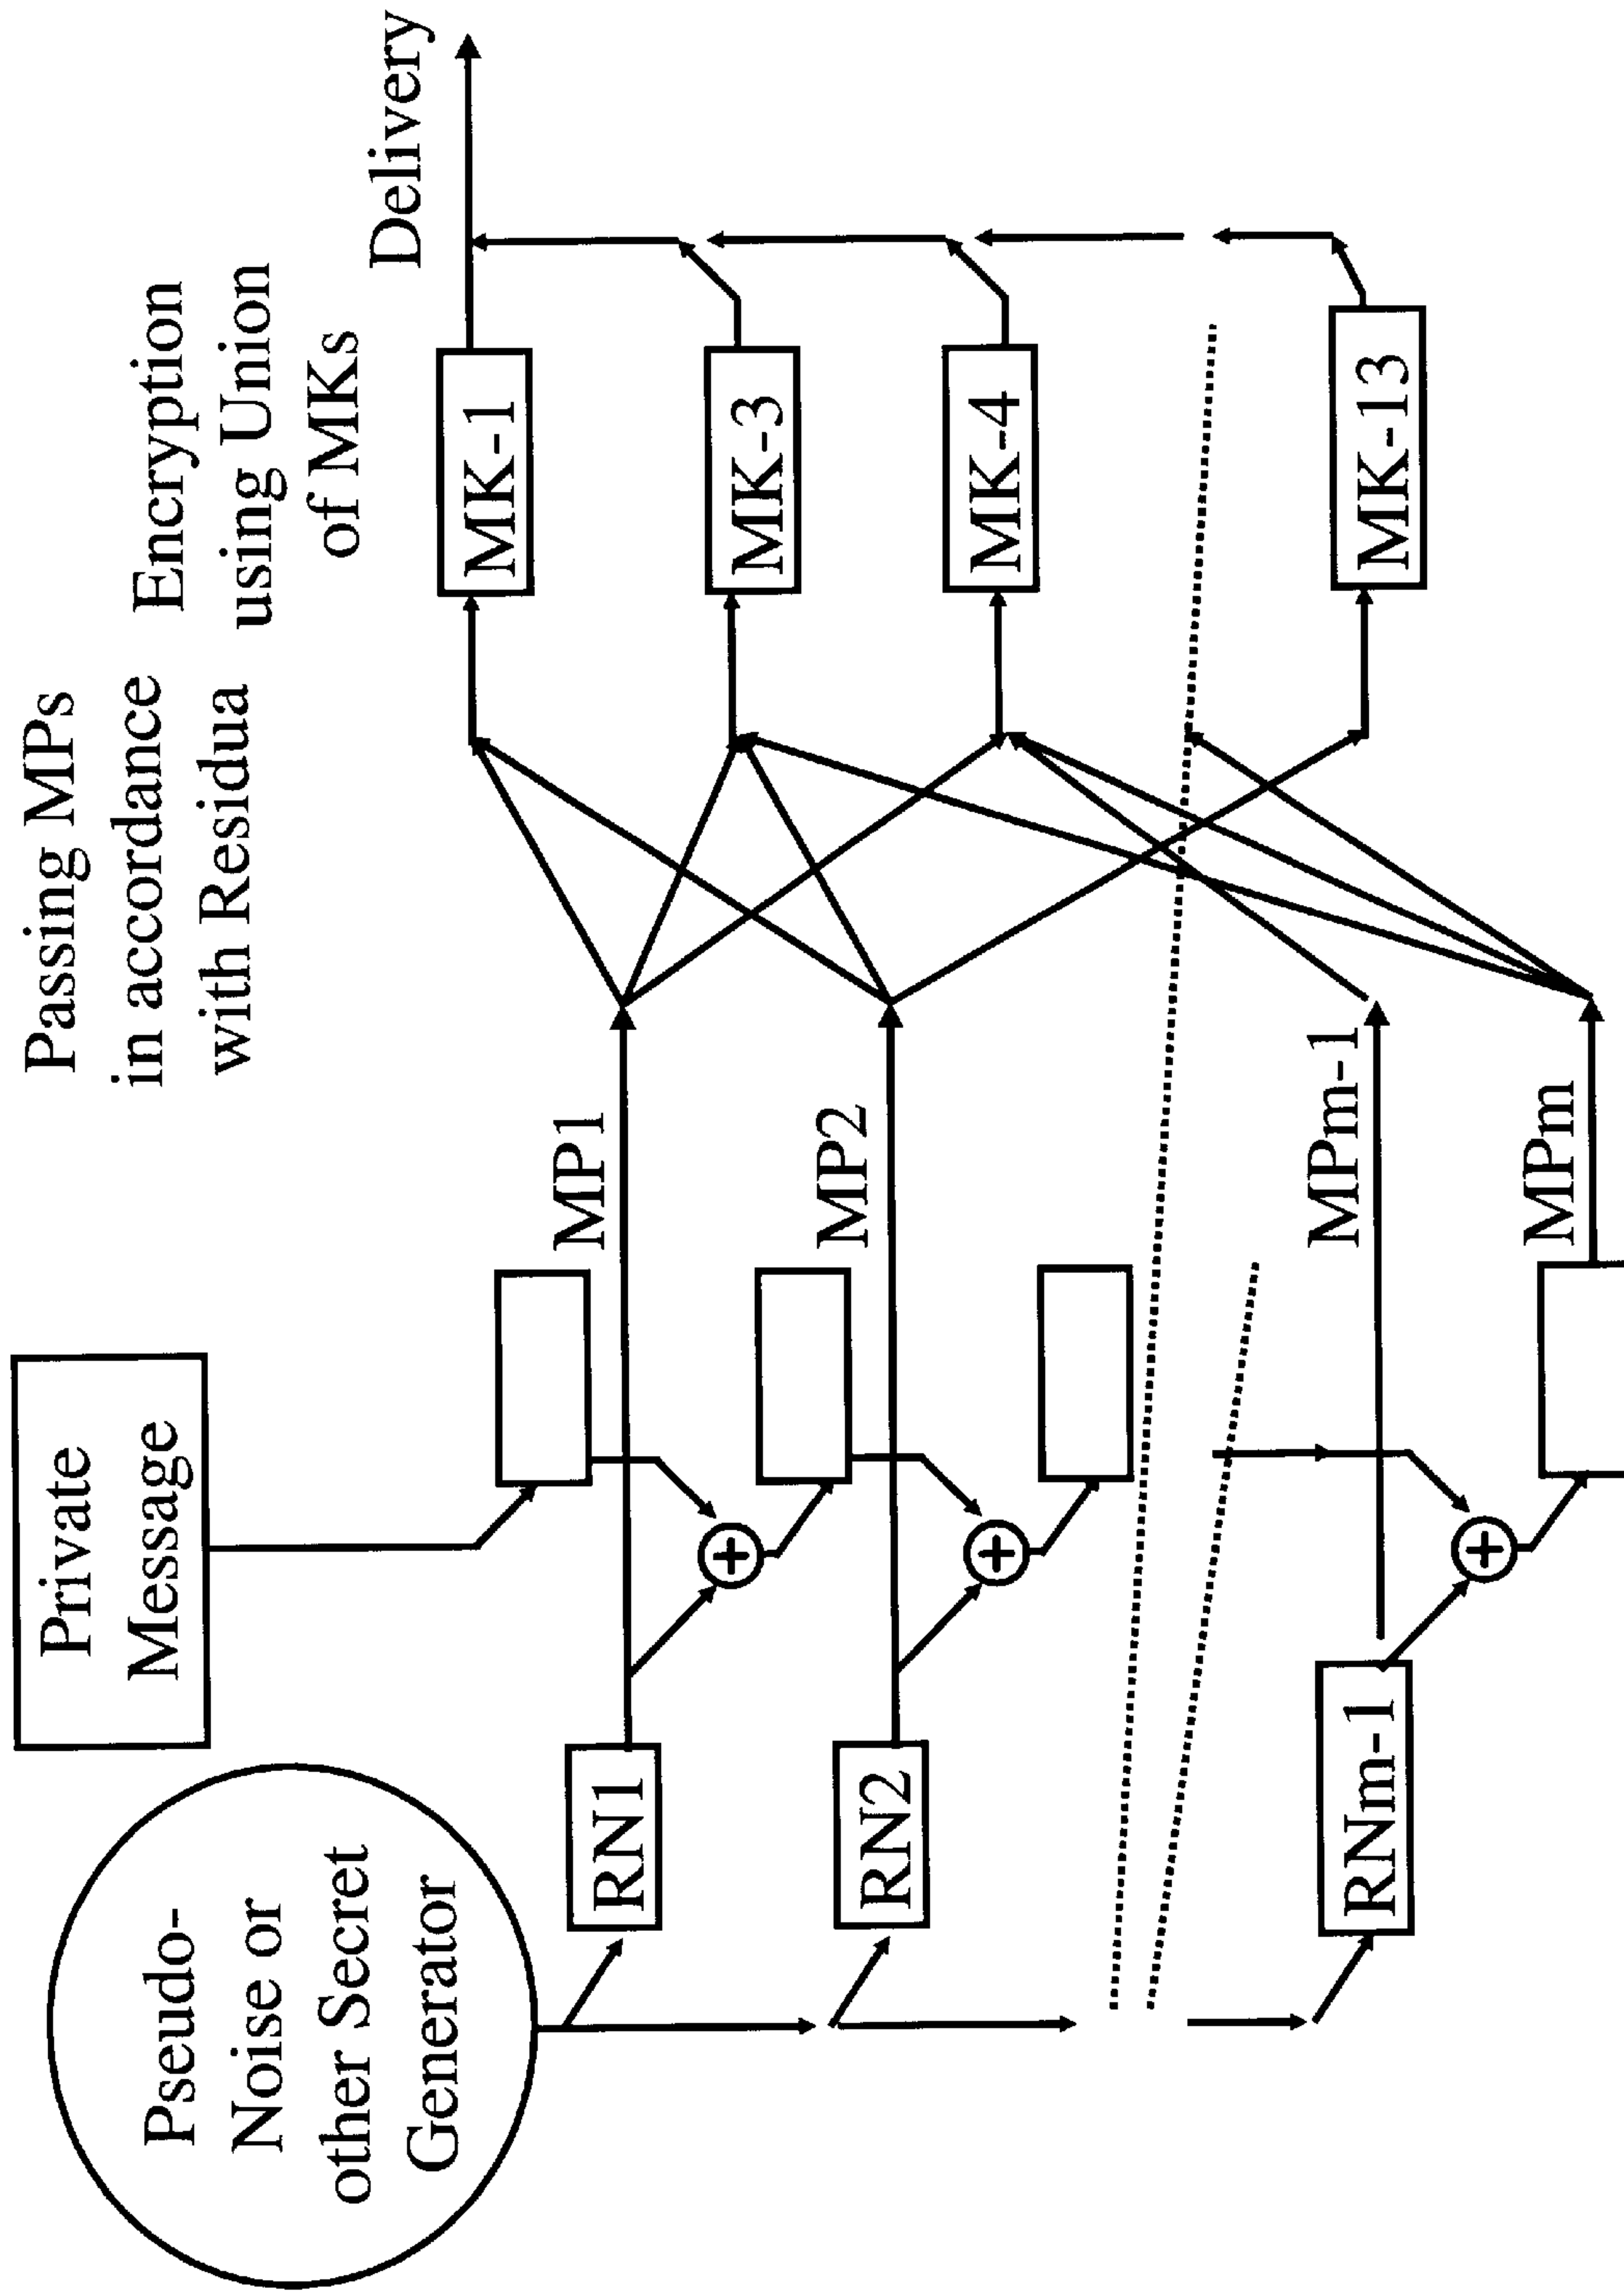 Pseudo-
Noise or
other Secret
Generator
Private
Message
Passing MPs
in accordance
with Residua
Encryption
using Union
of MKs
Delivery
RN1
MP1
MK-1
RN2
MP2
MK-3
MK-4
RNm-1
MPm-1
MK-13
MPm